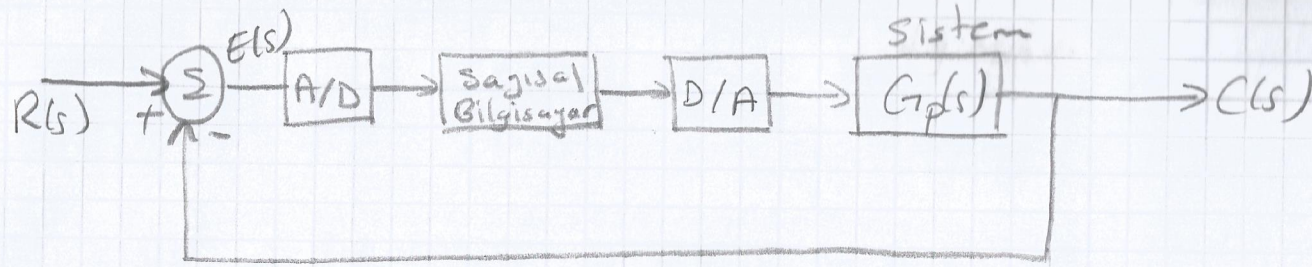 Sistem
E(s)
R(s) + Σ - A/D Sayısal D/A Gp(s) C(s)
Bilgisayar